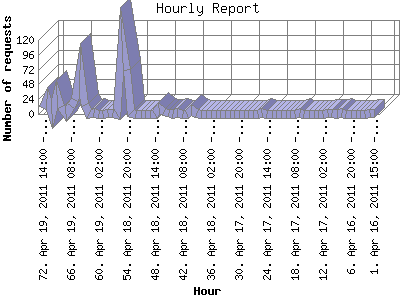 Hourly Report
Number of requests
120
96
72
48
24
0
72. Apr 19, 2011 14:00 -...
66. Apr 19, 2011 08:00 -...
60. Apr 19, 2011 02:00 -...
54. Apr 18, 2011 20:00 -...
48. Apr 18, 2011 14:00 -...
42. Apr 18, 2011 08:00 -...
36. Apr 18, 2011 02:00 -...
30. Apr 17, 2011 20:00 -...
24. Apr 17, 2011 14:00 -...
18. Apr 17, 2011 08:00 -...
12. Apr 17, 2011 02:00 -...
6. Apr 16, 2011 20:00 -...
1. Apr 16, 2011 15:00 -...
Hour